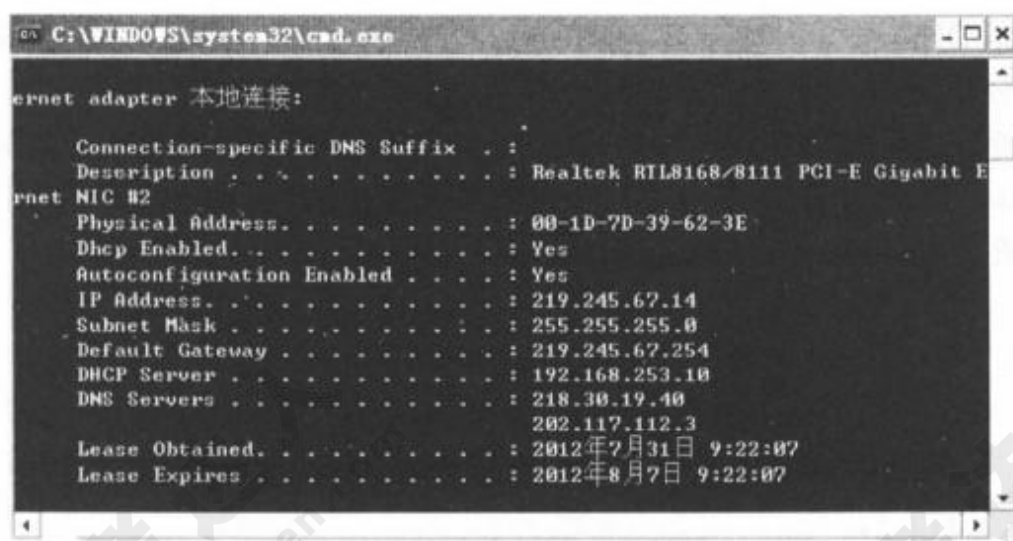 C:\WINDOWS\system32\cmd.exe
ernet adapter 本地连接:
Connection-specific DNS Suffix . :
Description . . . . . . . . . . . : Realtek RTL8168/8111 PCI-E Gigabit E
rnet NIC #2
Physical Address. . . . . . . . . : 00-1D-7D-39-62-3E
Dhcp Enabled. . . . . . . . . . . : Yes
Autoconfiguration Enabled . . . . : Yes
IP Address. . . . . . . . . . . . : 219.245.67.14
Subnet Mask . . . . . . . . . . . : 255.255.255.0
Default Gateway . . . . . . . . . : 219.245.67.254
DHCP Server . . . . . . . . . . . : 192.168.253.10
DNS Servers . . . . . . . . . . . : 218.30.19.40
202.117.112.3
Lease Obtained. . . . . . . . . . : 2012年7月31日 9:22:07
Lease Expires . . . . . . . . . . : 2012年8月7日 9:22:07